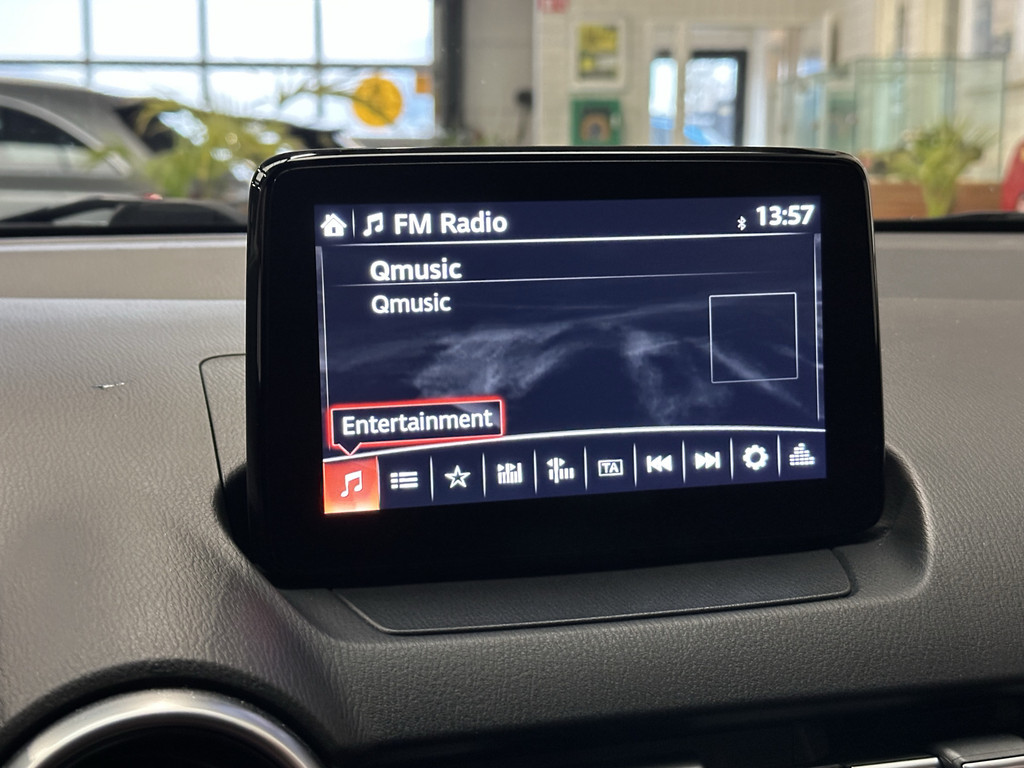 FM Radio
13:57
Qmusic
Qmusic
Entertainment
TA